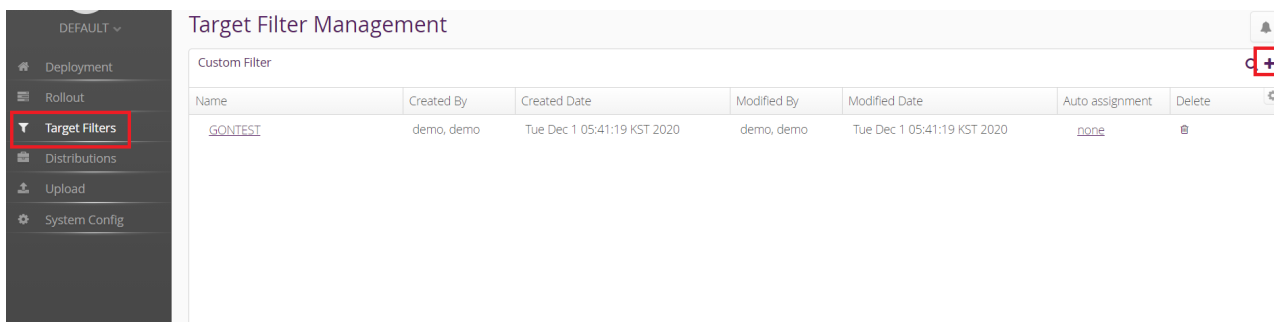 DEFAULT
Target Filter Management
Deployment
Rollout
Target Filters
Distributions
Upload
System Config
Custom Filter
Name Created By Created Date Modified By Modified Date Auto assignment Delete
GONTEST demo, demo Tue Dec 1 05:41:19 KST 2020 demo, demo Tue Dec 1 05:41:19 KST 2020 none